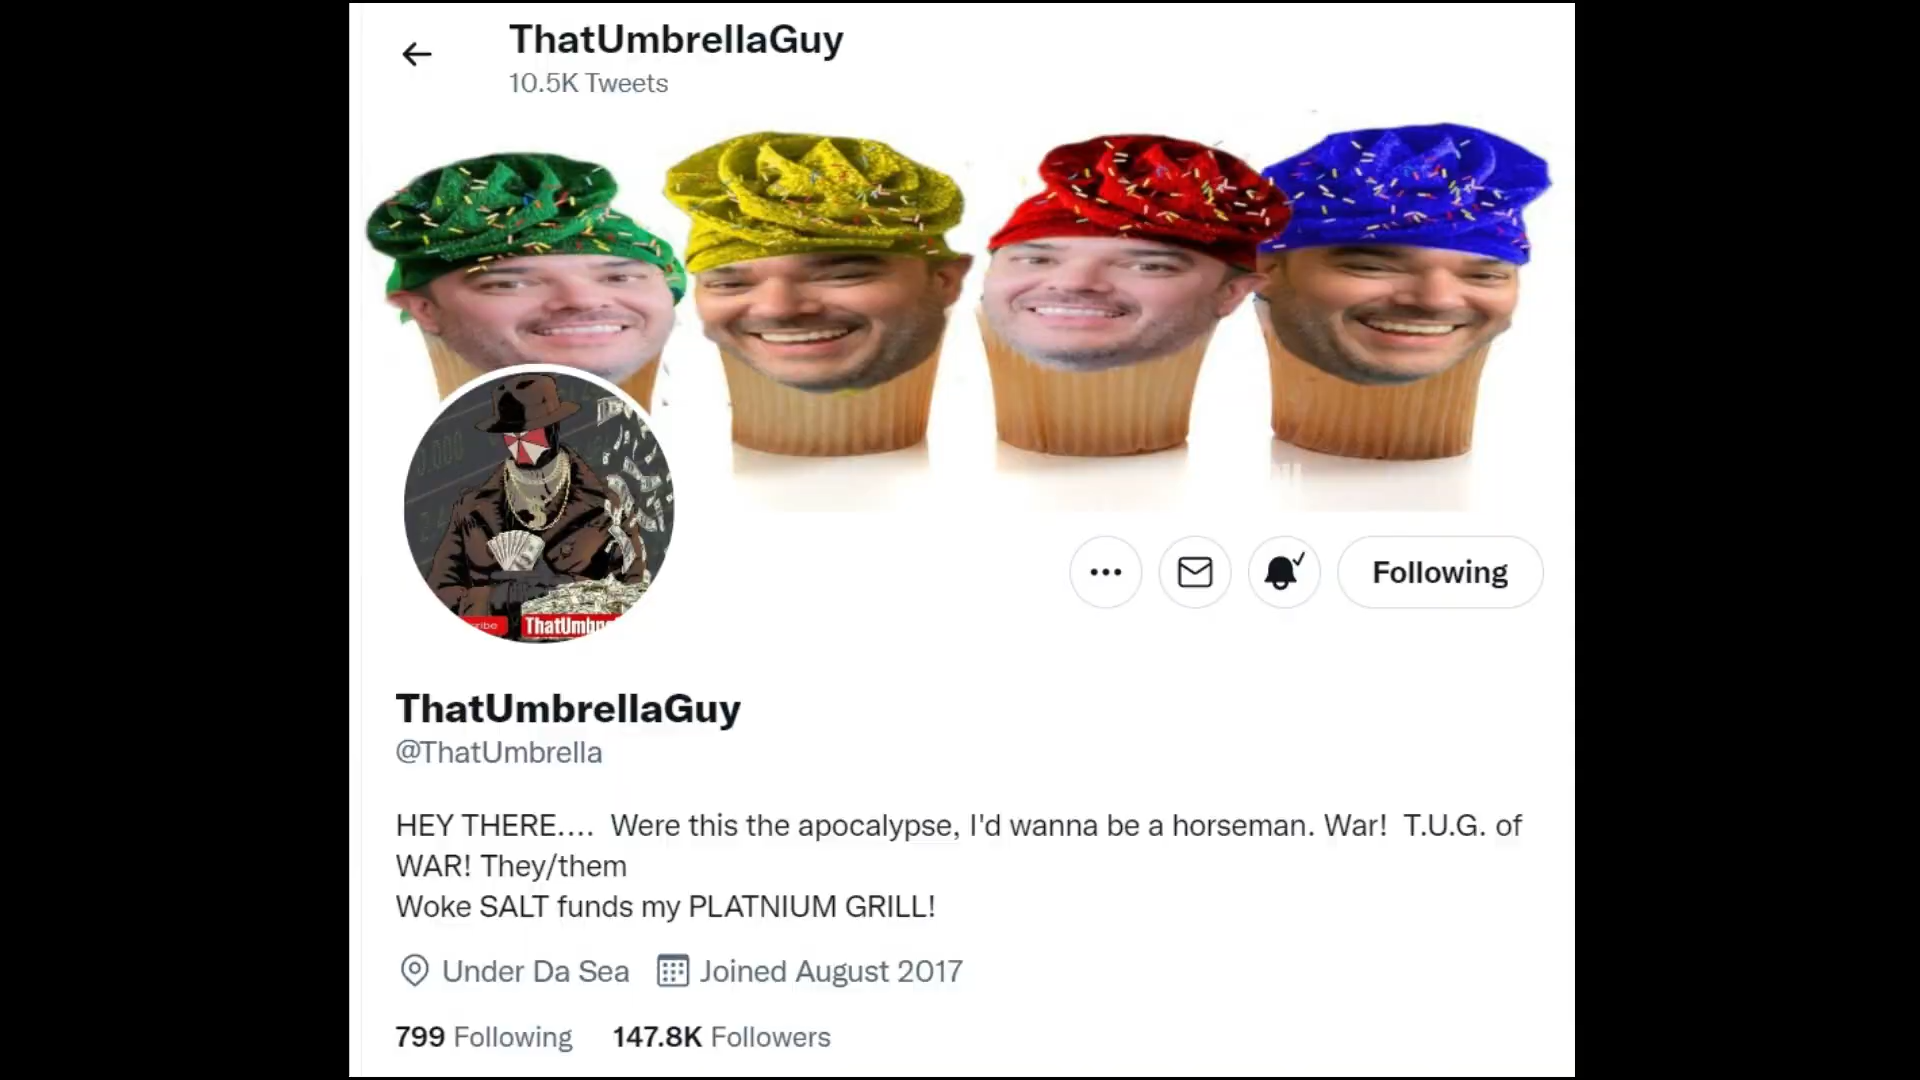 ThatUmbrellaGuy
10.5K Tweets
Following
ThatUmbrellaGuy
@ThatUmbrella
HEY THERE.... Were this the apocalypse, I'd wanna be a horseman. War! T.U.G. of
WAR! They/them
Woke SALT funds my PLATNIUM GRILL!
Under Da Sea Joined August 2017
799 Following 147.8K Followers